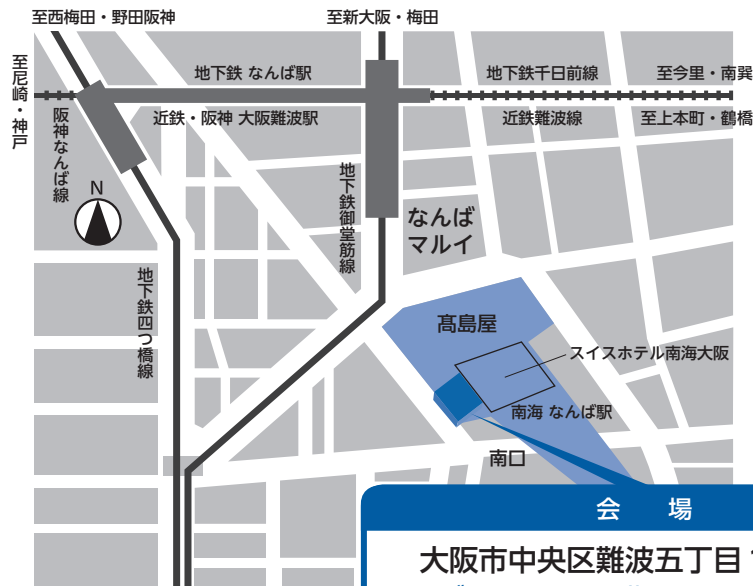 至西梅田・野田阪神
至新大阪・梅田
至尼崎・神戸
地下鉄 なんば駅
地下鉄千日前線
至今里・南巽
近鉄・阪神 大阪難波駅
近鉄難波線
至上本町・鶴橋
阪神なんば線
N
地下鉄御堂筋線
なんば
マルイ
地下鉄四つ橋線
髙島屋
スイスホテル南海大阪
南海 なんば駅
南口
会場
大阪市中央区難波五丁目